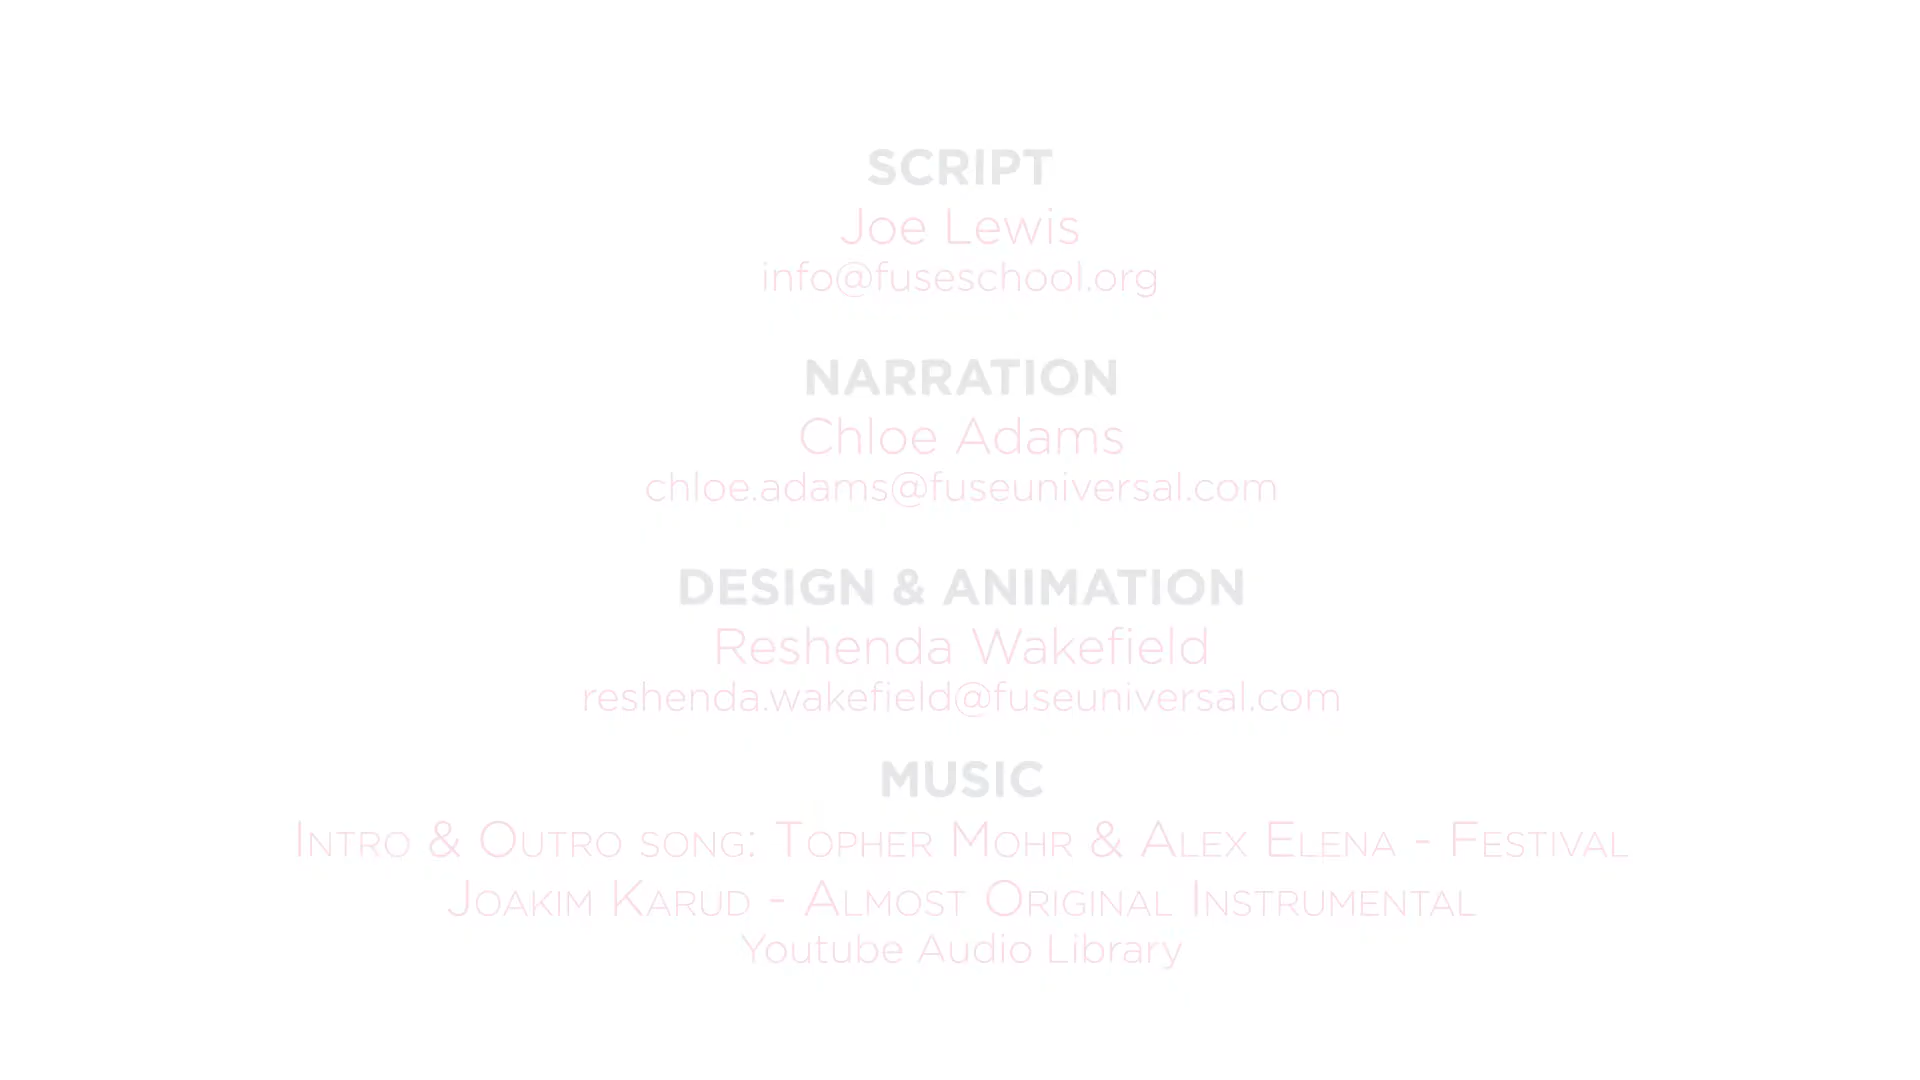 SCRIPT
Joe Lewis
info@fuseschool.org
NARRATION
Chloe Adams
chloe.adams@fuseuniversal.com
DESIGN & ANIMATION
Reshenda Wakefield
reshenda.wakefield@fuseuniversal.com
MUSIC
Intro & Outro song: Topher Mohr & Alex Elena - Festival
Joakim Karud - Almost Original Instrumental
Youtube Audio Library